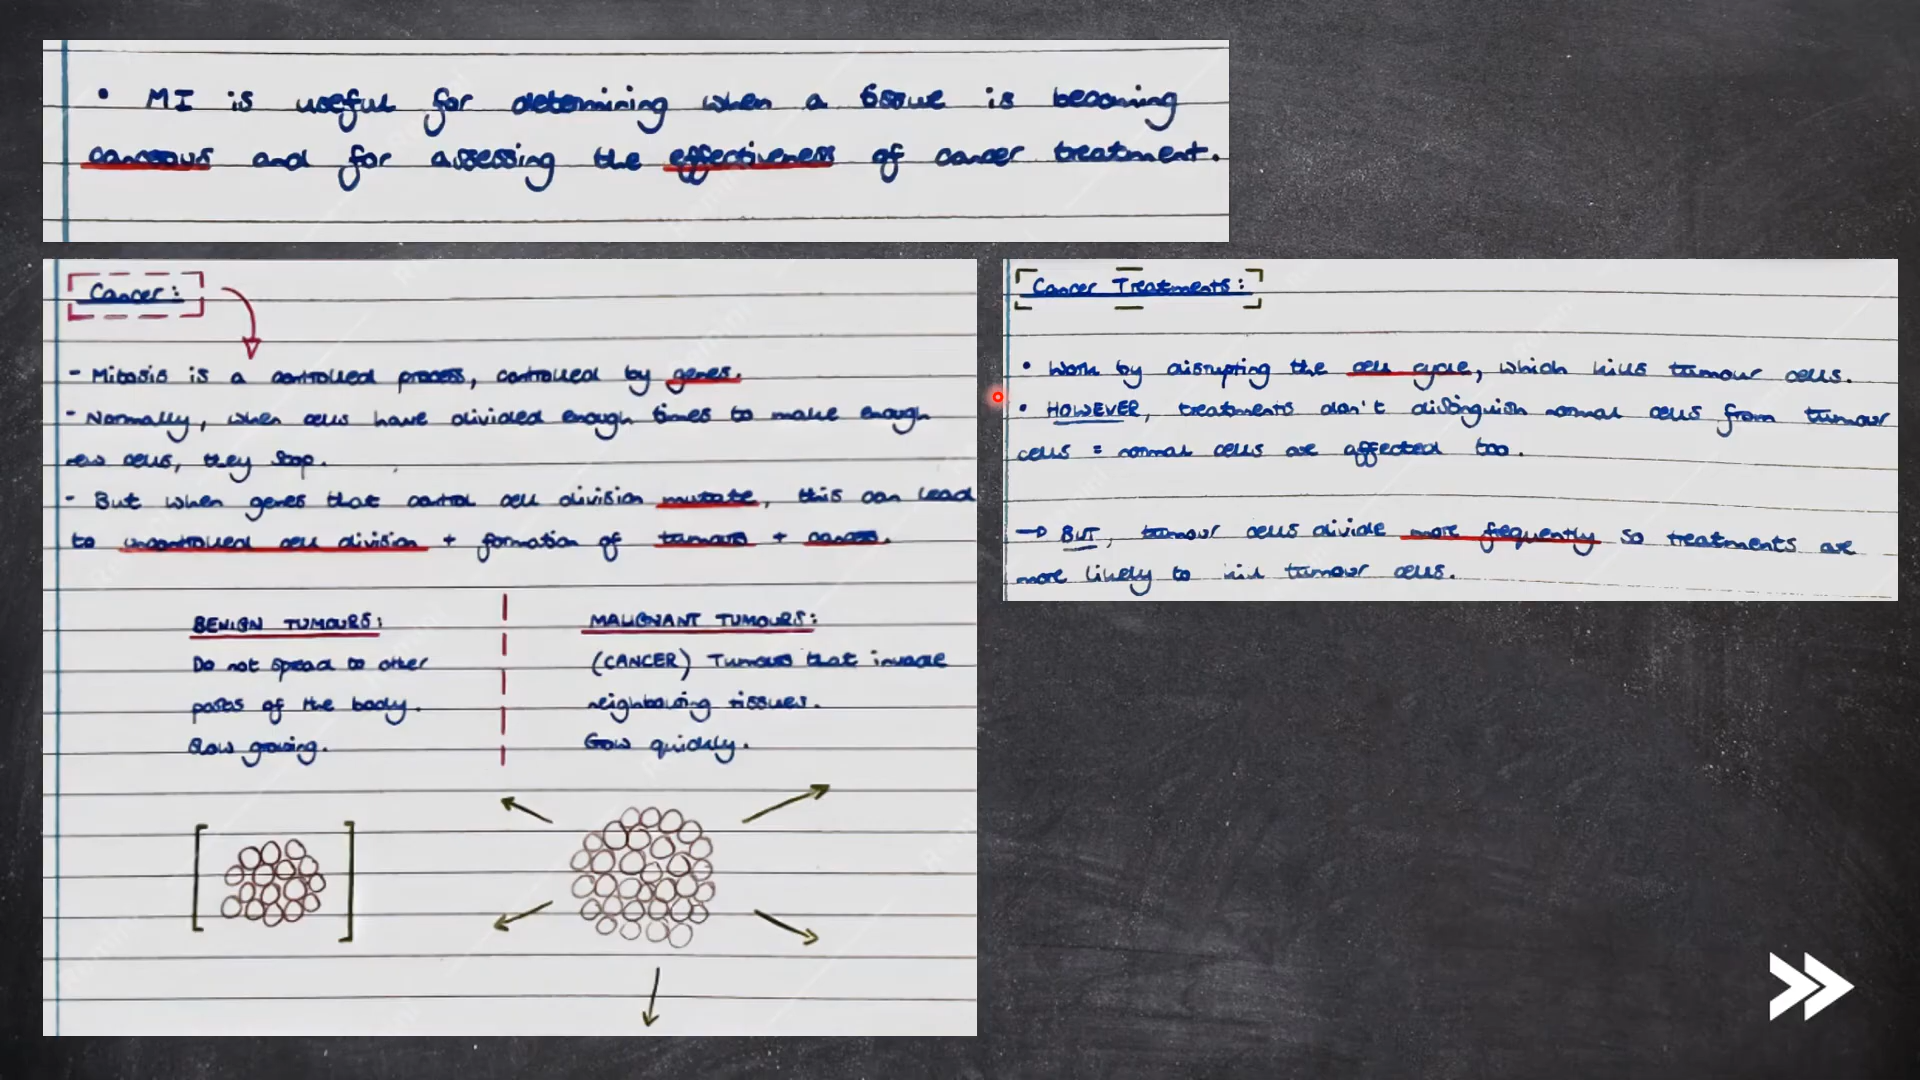 • MI is useful for determining when a tissue is becoming
cancerous and for assessing the effectiveness of cancer treatment.
Cancer:
- Mitosis is a controlled process, controlled by genes.
- Normally, when cells have divided enough times to make enough
new cells, they stop.
- But when genes that control cell division mutate, this can lead
to uncontrolled cell division + formation of tumours + cancer.
BENIGN TUMOURS:
Do not spread to other
parts of the body.
Slow growing.
MALIGNANT TUMOURS:
(CANCER) Tumours that invade
neighbouring tissues.
Grow quickly.
Cancer Treatments:
• Work by disrupting the cell cycle, which kills tumour cells.
• HOWEVER, treatments don't distinguish normal cells from tumour
cells = normal cells are affected too.
→ BUT, tumour cells divide more frequently so treatments are
more likely to kill tumour cells.